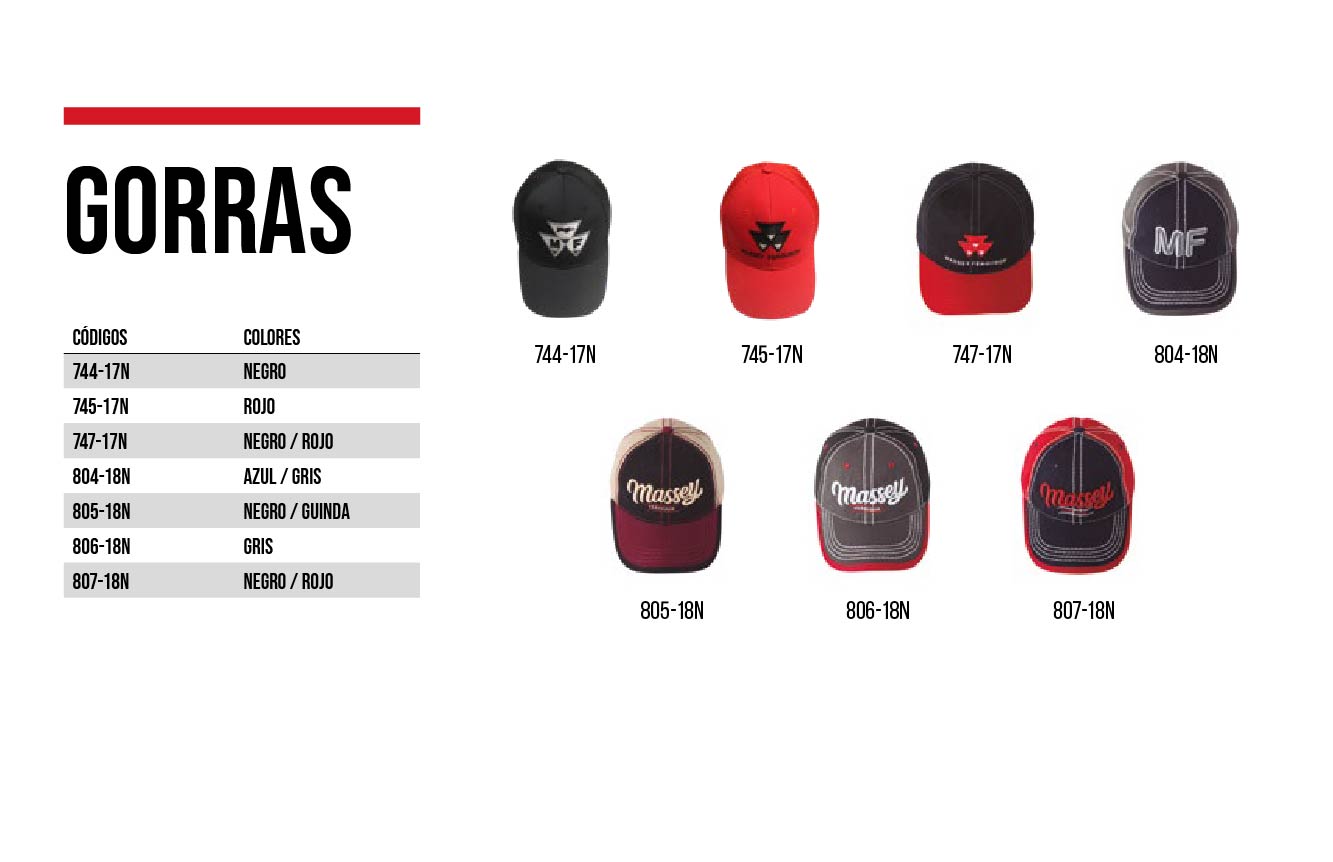 GORRAS
CÓDIGOS COLORES
744-17N NEGRO
745-17N ROJO
747-17N NEGRO / ROJO
804-18N AZUL / GRIS
805-18N NEGRO / GUINDA
806-18N GRIS
807-18N NEGRO / ROJO
MF
744-17N 745-17N 747-17N 804-18N
Massey Massey Massey
805-18N 806-18N 807-18N